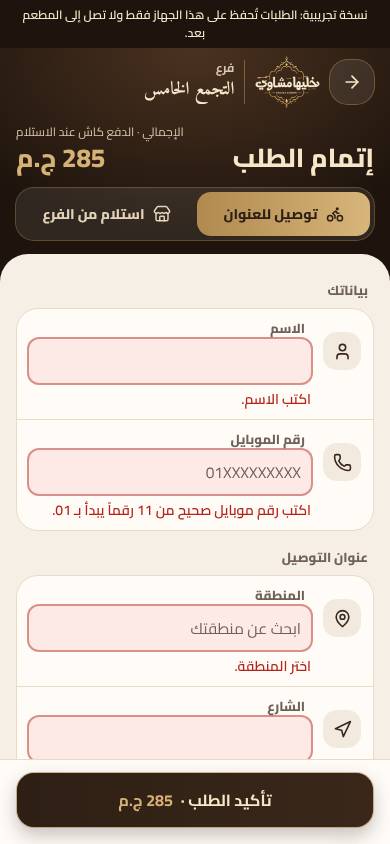 نسخة تجريبية: الطلبات تُحفظ على هذا الجهاز فقط ولا تصل إلى المطعم
بعد.
خليها مشاوي
فرع
التجمع الخامس
الإجمالي · الدفع كاش عند الاستلام
إتمام الطلب
285 ج.م
توصيل للعنوان
استلام من الفرع
بياناتك
الاسم
اكتب الاسم.
رقم الموبايل
01XXXXXXXXX
اكتب رقم موبايل صحيح من 11 رقماً يبدأ بـ 01.
عنوان التوصيل
المنطقة
ابحث عن منطقتك
اختر المنطقة.
الشارع
تأكيد الطلب · 285 ج.م